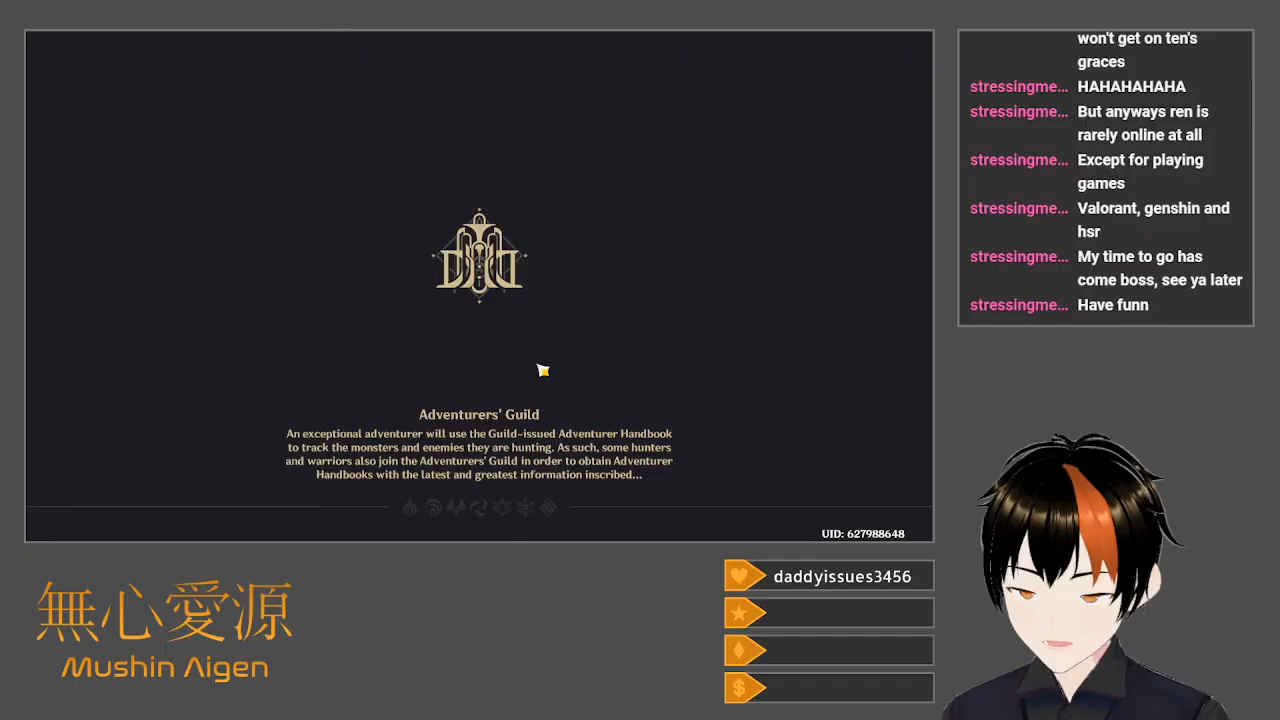 won't get on ten's
graces
stressingme... HAHAHAHAHA
stressingme... But anyways ren is
rarely online at all
stressingme... Except for playing
games
stressingme... Valorant, genshin and
hsr
stressingme... My time to go has
come boss, see ya later
stressingme... Have funn
Adventurers' Guild
An exceptional adventurer will use the Guild-issued Adventurer Handbook
to track the monsters and enemies they are hunting. As such, some hunters
and warriors also join the Adventurers' Guild in order to obtain Adventurer
Handbooks with the latest and greatest information inscribed...
UID: 627988648
daddyissues3456
無心愛源
Mushin Aigen